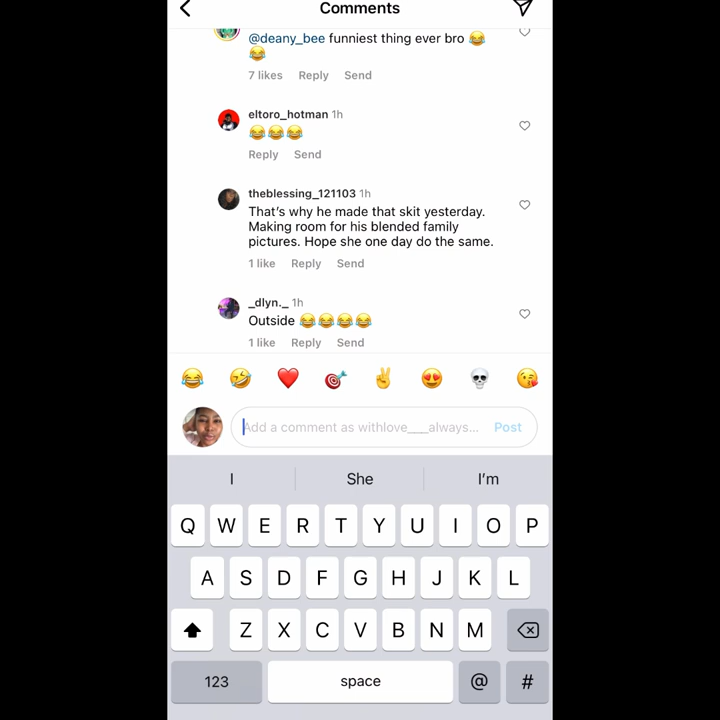 Comments
@deany_bee funniest thing ever bro 😂
😂
7 likes Reply Send
eltoro_hotman 1h
😂😂😂
Reply Send
theblessing_121103 1h
That's why he made that skit yesterday.
Making room for his blended family
pictures. Hope she one day do the same.
1 like Reply Send
_dlyn._ 1h
Outside 😂😂😂😂
1 like Reply Send
😂 🤣 ❤️ 🎯 ✌️ 😍 💀 😘
Add a comment as withlove___always... Post
I She I'm
Q W E R T Y U I O P
A S D F G H J K L
Z X C V B N M
123 space @ #